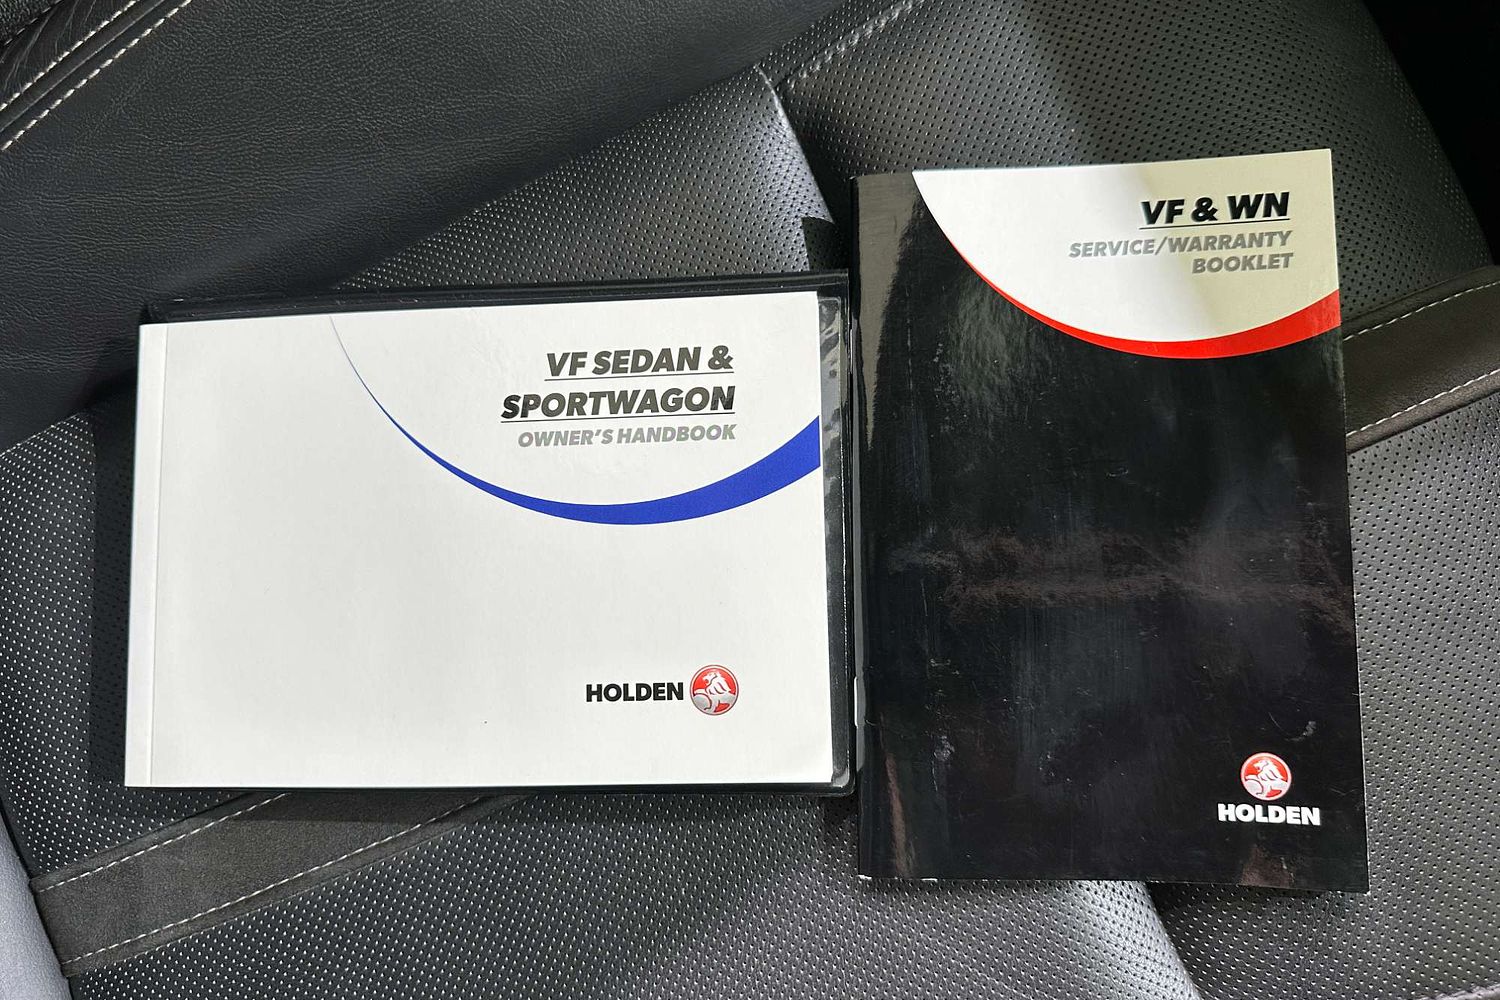 VF SEDAN &
SPORTWAGON
OWNER'S HANDBOOK
HOLDEN
VF & WN
SERVICE/WARRANTY
BOOKLET
HOLDEN